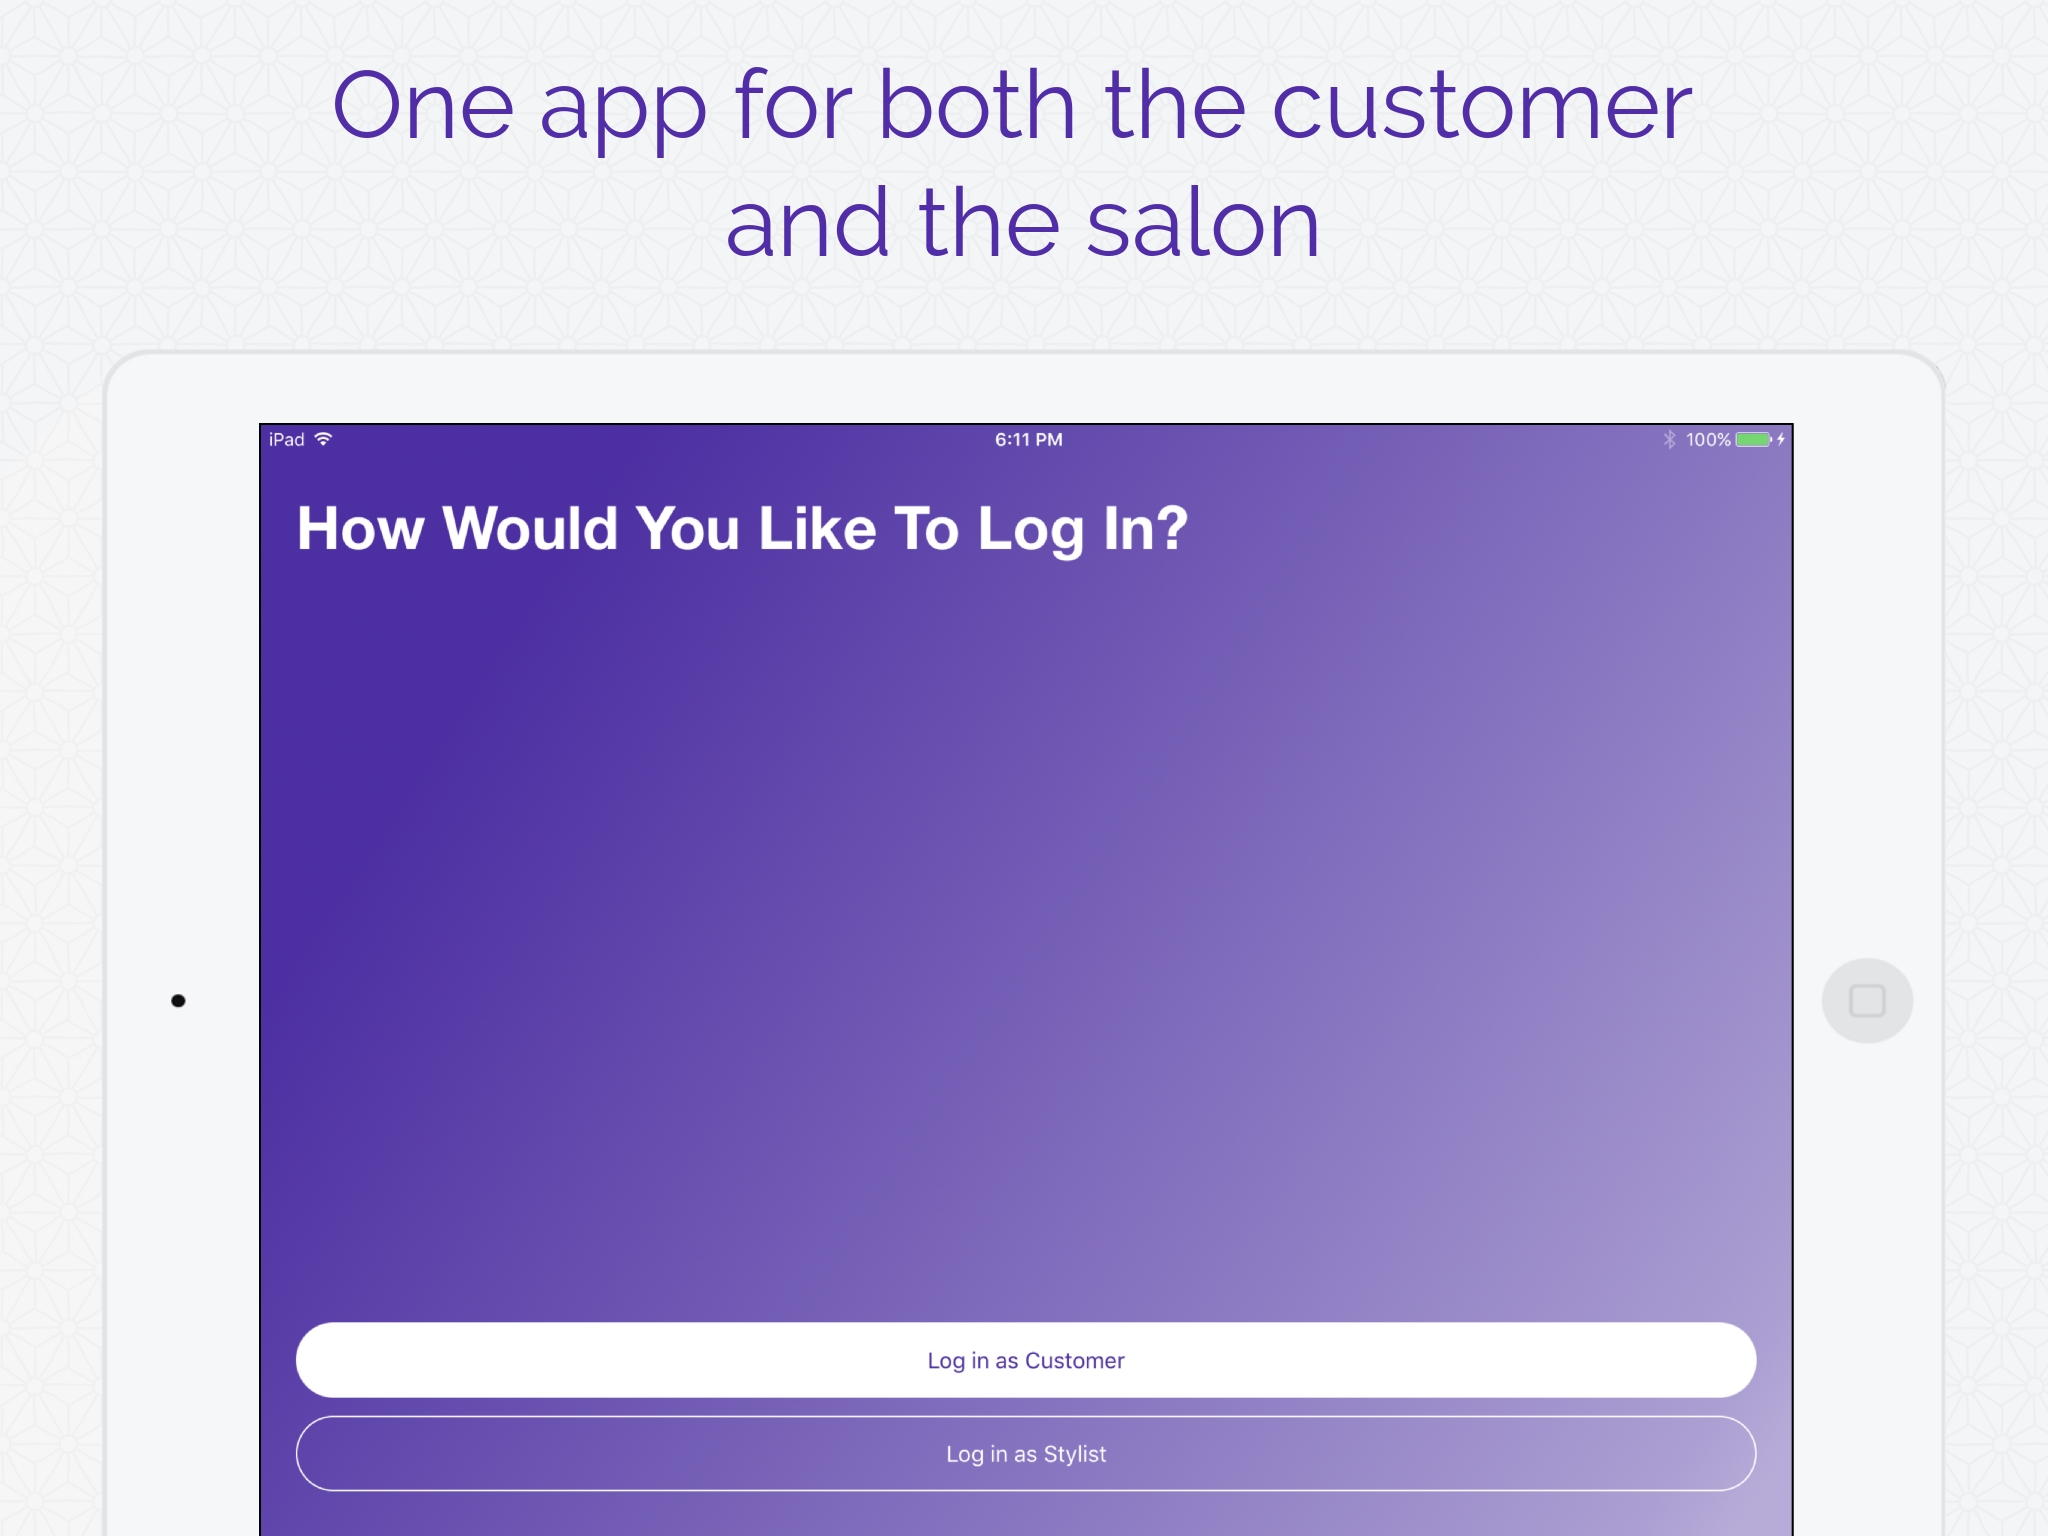 One app for both the customer
and the salon
iPad 6:11 PM 100%
How Would You Like To Log In?
Log in as Customer
Log in as Stylist